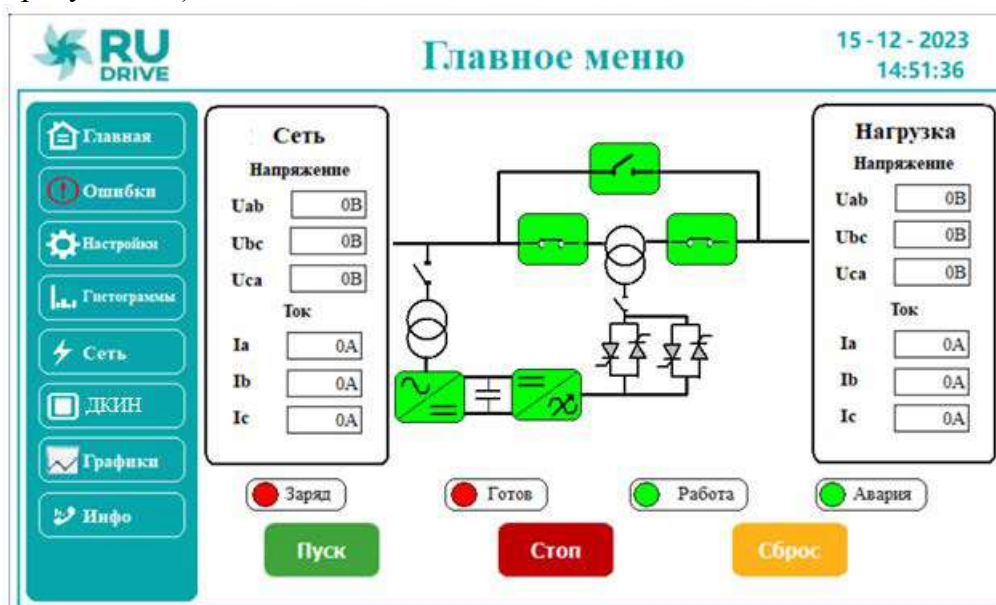 RU
DRIVE
Главное меню
15 - 12 - 2023
14:51:36
Главная
Ошибки
Настройки
Гистограммы
Сеть
ДКИН
Графики
Инфо
Сеть
Напряжение
Uab 0В
Ubc 0В
Uca 0В
Ток
Ia 0А
Ib 0А
Ic 0А
Нагрузка
Напряжение
Uab 0В
Ubc 0В
Uca 0В
Ток
Ia 0А
Ib 0А
Ic 0А
Заряд Готов Работа Авария
Пуск Стоп Сброс